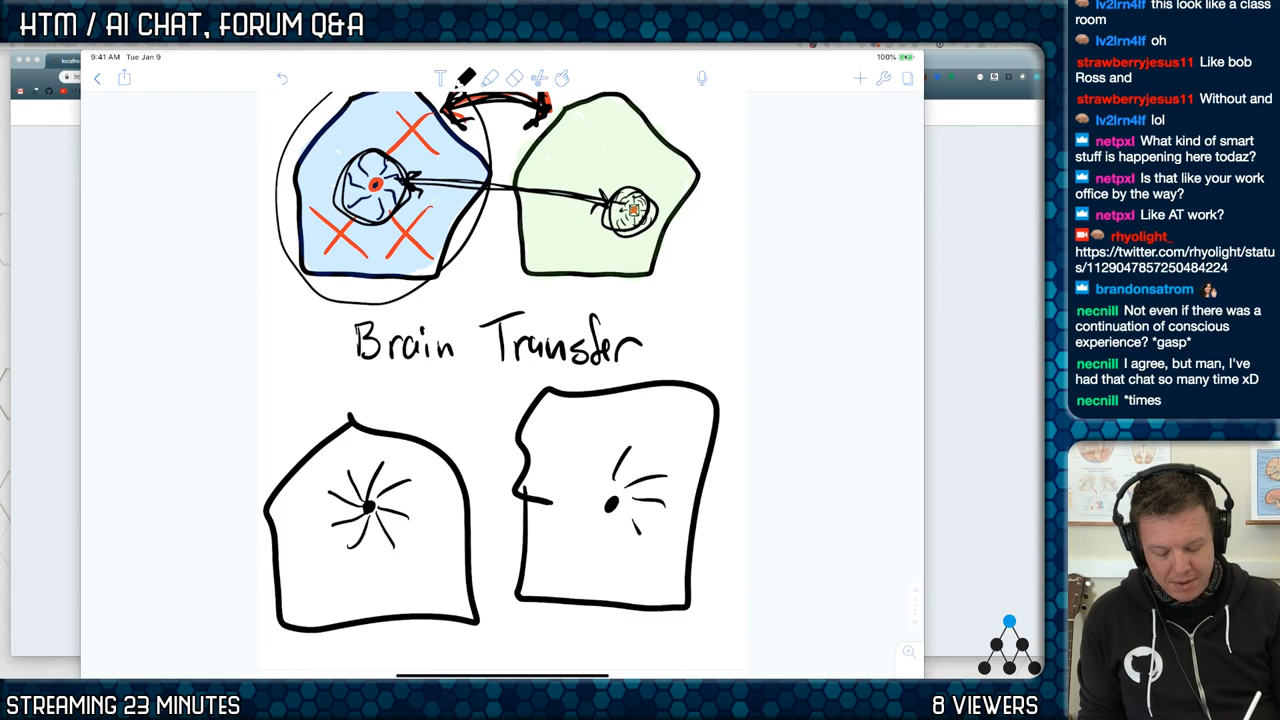 HTM / AI CHAT, FORUM Q&A
9:41 AM Tue Jan 9
100%
localhos
T
Brain Transfer
lv2lrn4lf this look like a class
room
lv2lrn4lf oh
strawberryjesus11 Like bob
Ross and
strawberryjesus11 Without and
lv2lrn4lf lol
netpxl What kind of smart
stuff is happening here todaz?
netpxl Is that like your work
office by the way?
netpxl Like AT work?
rhyolight_
https://twitter.com/rhyolight/statu
s/1129047857250484224
brandonsatrom
necnill Not even if there was a
continuation of conscious
experience? *gasp*
necnill I agree, but man, I've
had that chat so many time xD
necnill *times
STREAMING 23 MINUTES
8 VIEWERS